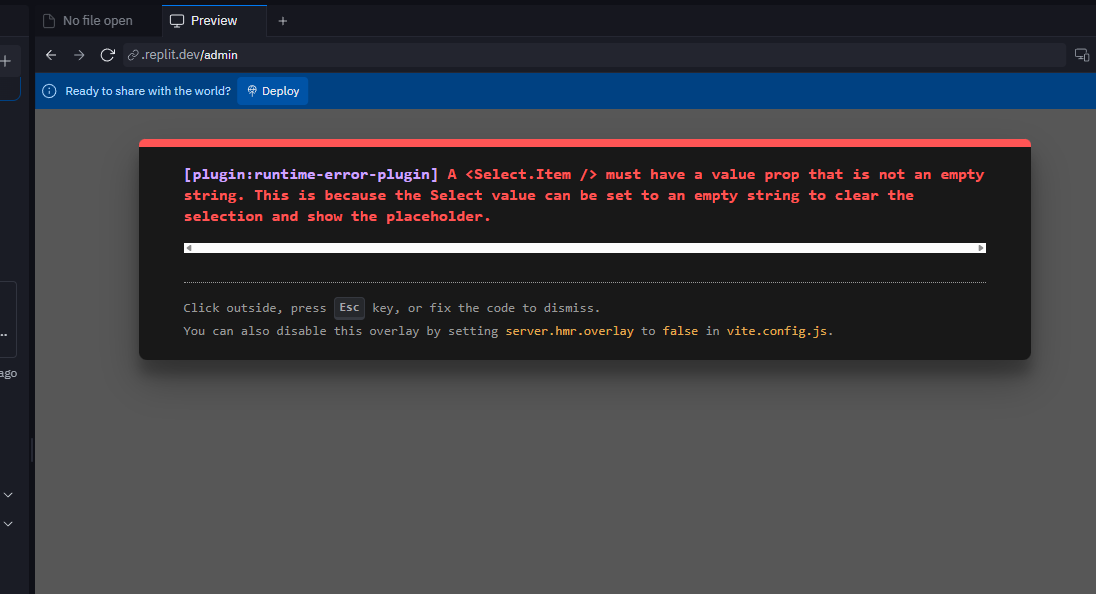 No file open
Preview
.replit.dev/admin
Ready to share with the world?
Deploy
[plugin:runtime-error-plugin] A <Select.Item /> must have a value prop that is not an empty
string. This is because the Select value can be set to an empty string to clear the
selection and show the placeholder.
Click outside, press Esc key, or fix the code to dismiss.
You can also disable this overlay by setting server.hmr.overlay to false in vite.config.js.
...
ago